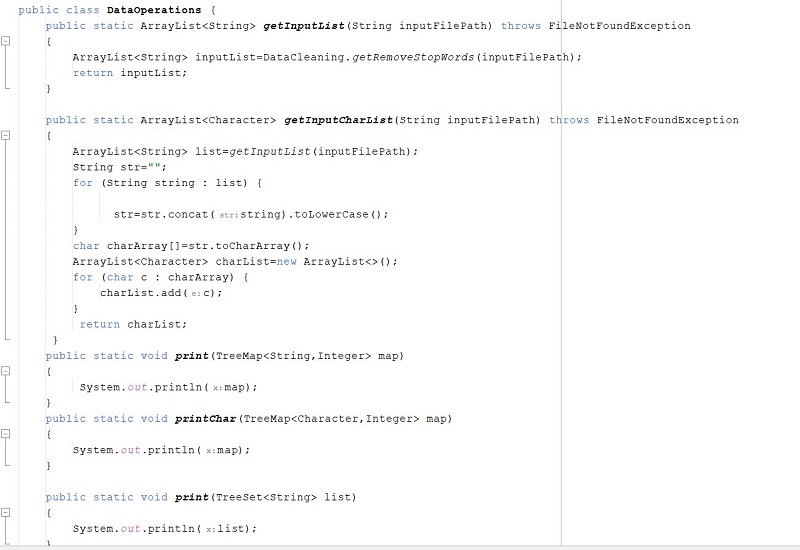 public class DataOperations {
public static ArrayList<String> getInputList(String inputFilePath) throws FileNotFoundException
{
ArrayList<String> inputList=DataCleaning.getRemoveStopWords(inputFilePath);
return inputList;
}
public static ArrayList<Character> getInputCharList(String inputFilePath) throws FileNotFoundException
{
ArrayList<String> list=getInputList(inputFilePath);
String str="";
for (String string : list) {
str=str.concat( str: string).toLowerCase();
}
char charArray[]=str.toCharArray();
ArrayList<Character> charList=new ArrayList<>();
for (char c : charArray) {
charList.add( e: c);
}
return charList;
}
public static void print(TreeMap<String,Integer> map)
{
System.out.println( x: map);
}
public static void printChar(TreeMap<Character,Integer> map)
{
System.out.println( x: map);
}
public static void print(TreeSet<String> list)
{
System.out.println( x: list);
}